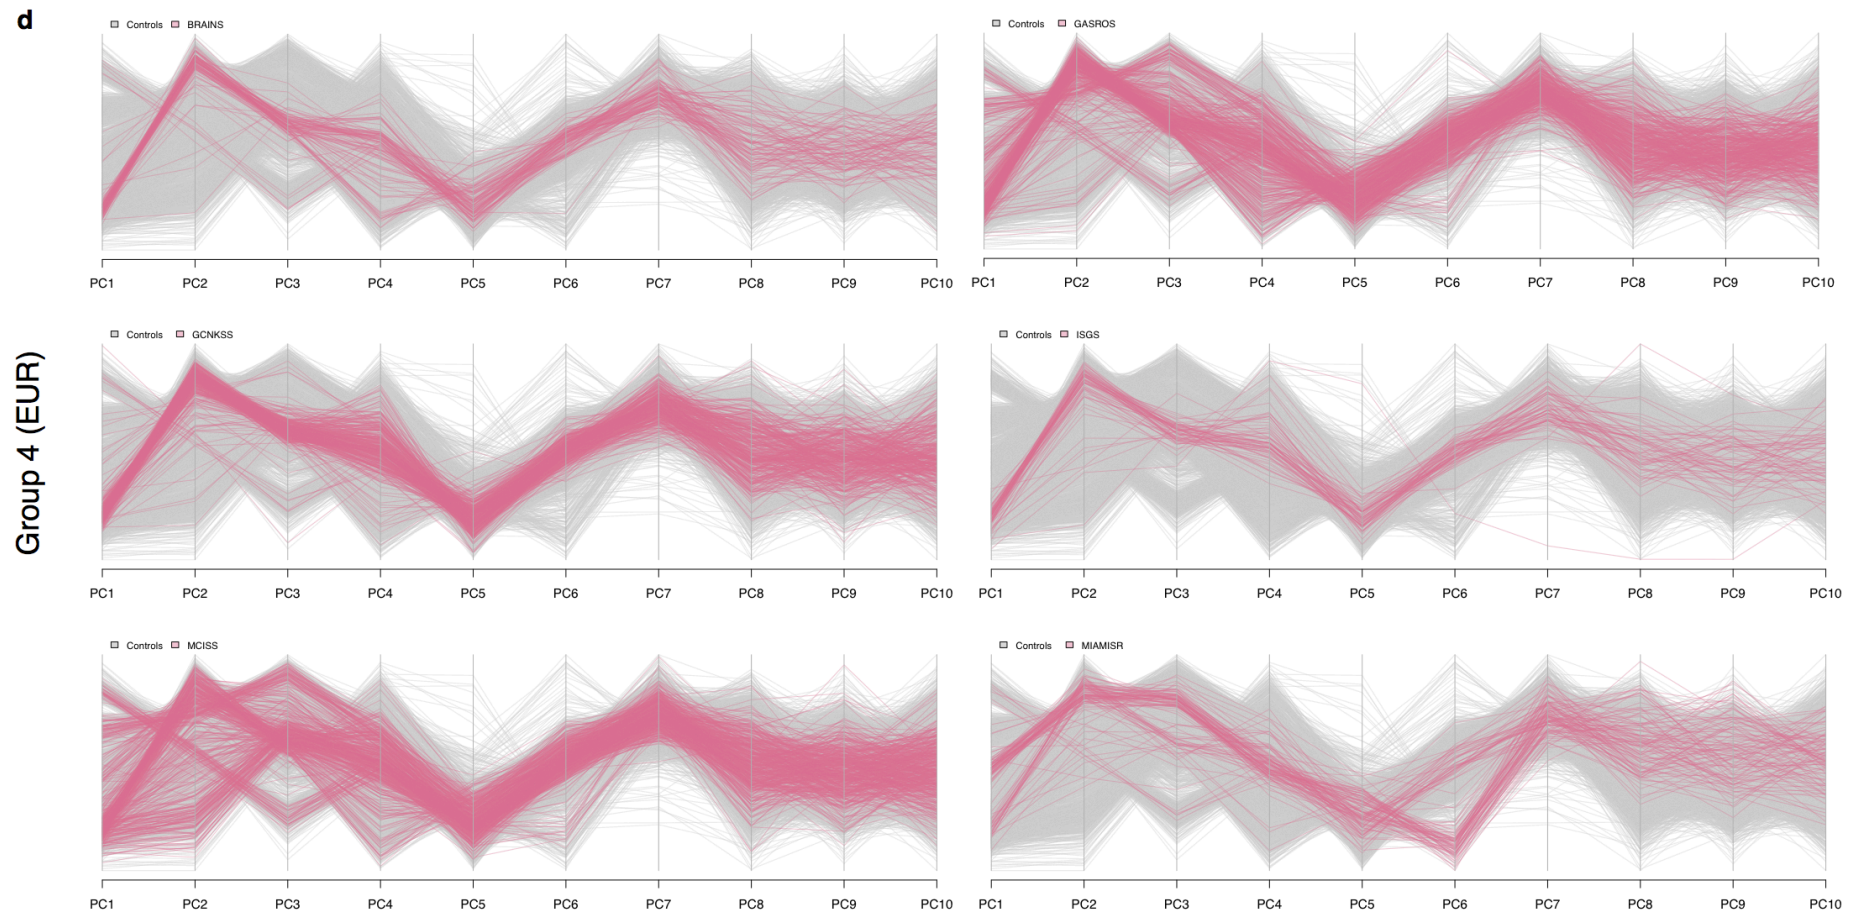 d
Controls BRAINS
PC1 PC2 PC3 PC4 PC5 PC6 PC7 PC8 PC9 PC10
Controls GASROS
PC1 PC2 PC3 PC4 PC5 PC6 PC7 PC8 PC9 PC10
Group 4 (EUR)
Controls GCNKSS
PC1 PC2 PC3 PC4 PC5 PC6 PC7 PC8 PC9 PC10
Controls ISGS
PC1 PC2 PC3 PC4 PC5 PC6 PC7 PC8 PC9 PC10
Controls MCISS
PC1 PC2 PC3 PC4 PC5 PC6 PC7 PC8 PC9 PC10
Controls MIAMISR
PC1 PC2 PC3 PC4 PC5 PC6 PC7 PC8 PC9 PC10